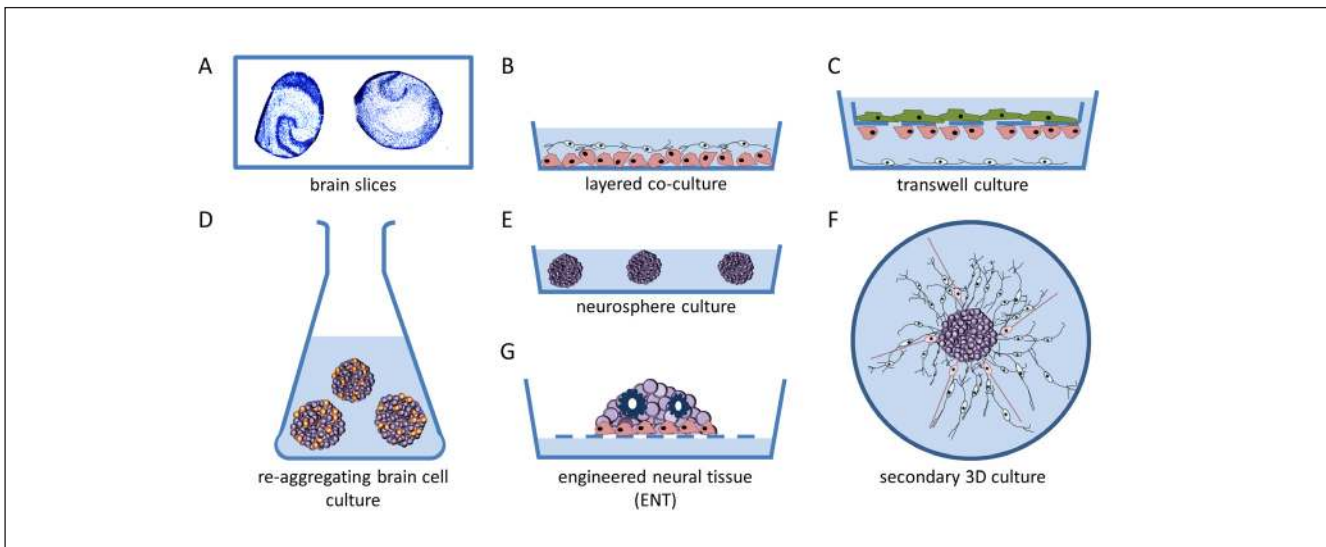 A
brain slices
B
layered co-culture
C
transwell culture
D
re-aggregating brain cell
culture
E
neurosphere culture
F
secondary 3D culture
G
engineered neural tissue
(ENT)